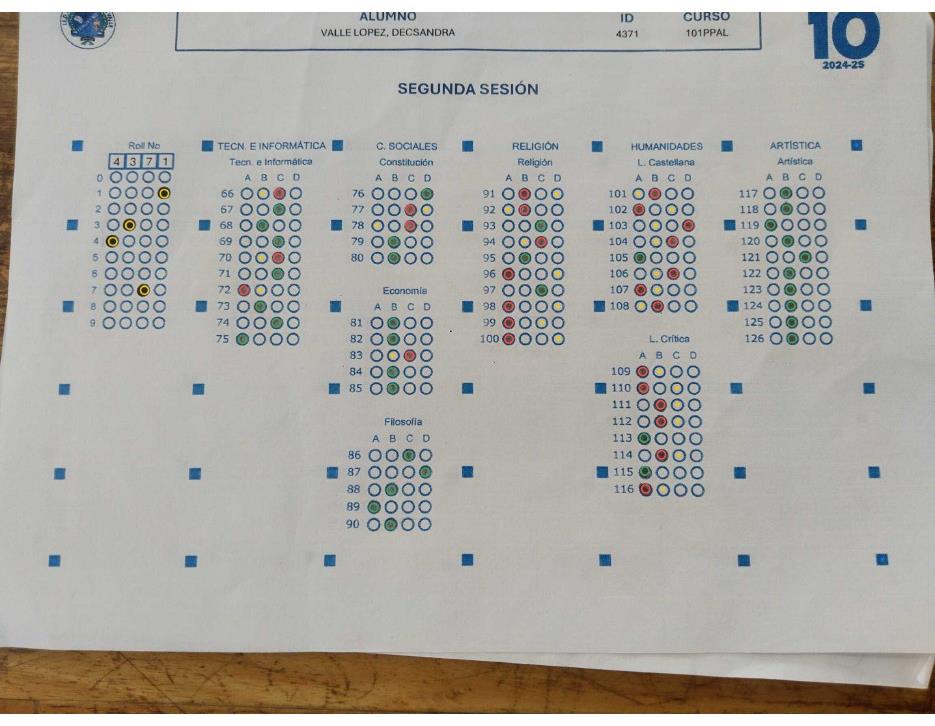 ALUMNO ID CURSO
VALLE LOPEZ, DECSANDRA 4371 101PPAL
10
2024-25
SEGUNDA SESIÓN
Roll No
4 3 7 1
0
1
2
3
4
5
6
7
8
9
TECN. E INFORMÁTICA
Tecn. e Informática
A B C D
66
67
68
69
70
71
72
73
74
75
C. SOCIALES
Constitución
A B C D
76
77
78
79
80
Economía
A B C D
81
82
83
84
85
Filosofía
A B C D
86
87
88
89
90
RELIGIÓN
Religión
A B C D
91
92
93
94
95
96
97
98
99
100
HUMANIDADES
L. Castellana
A B C D
101
102
103
104
105
106
107
108
L. Crítica
A B C D
109
110
111
112
113
114
115
116
ARTÍSTICA
Artística
A B C D
117
118
119
120
121
122
123
124
125
126